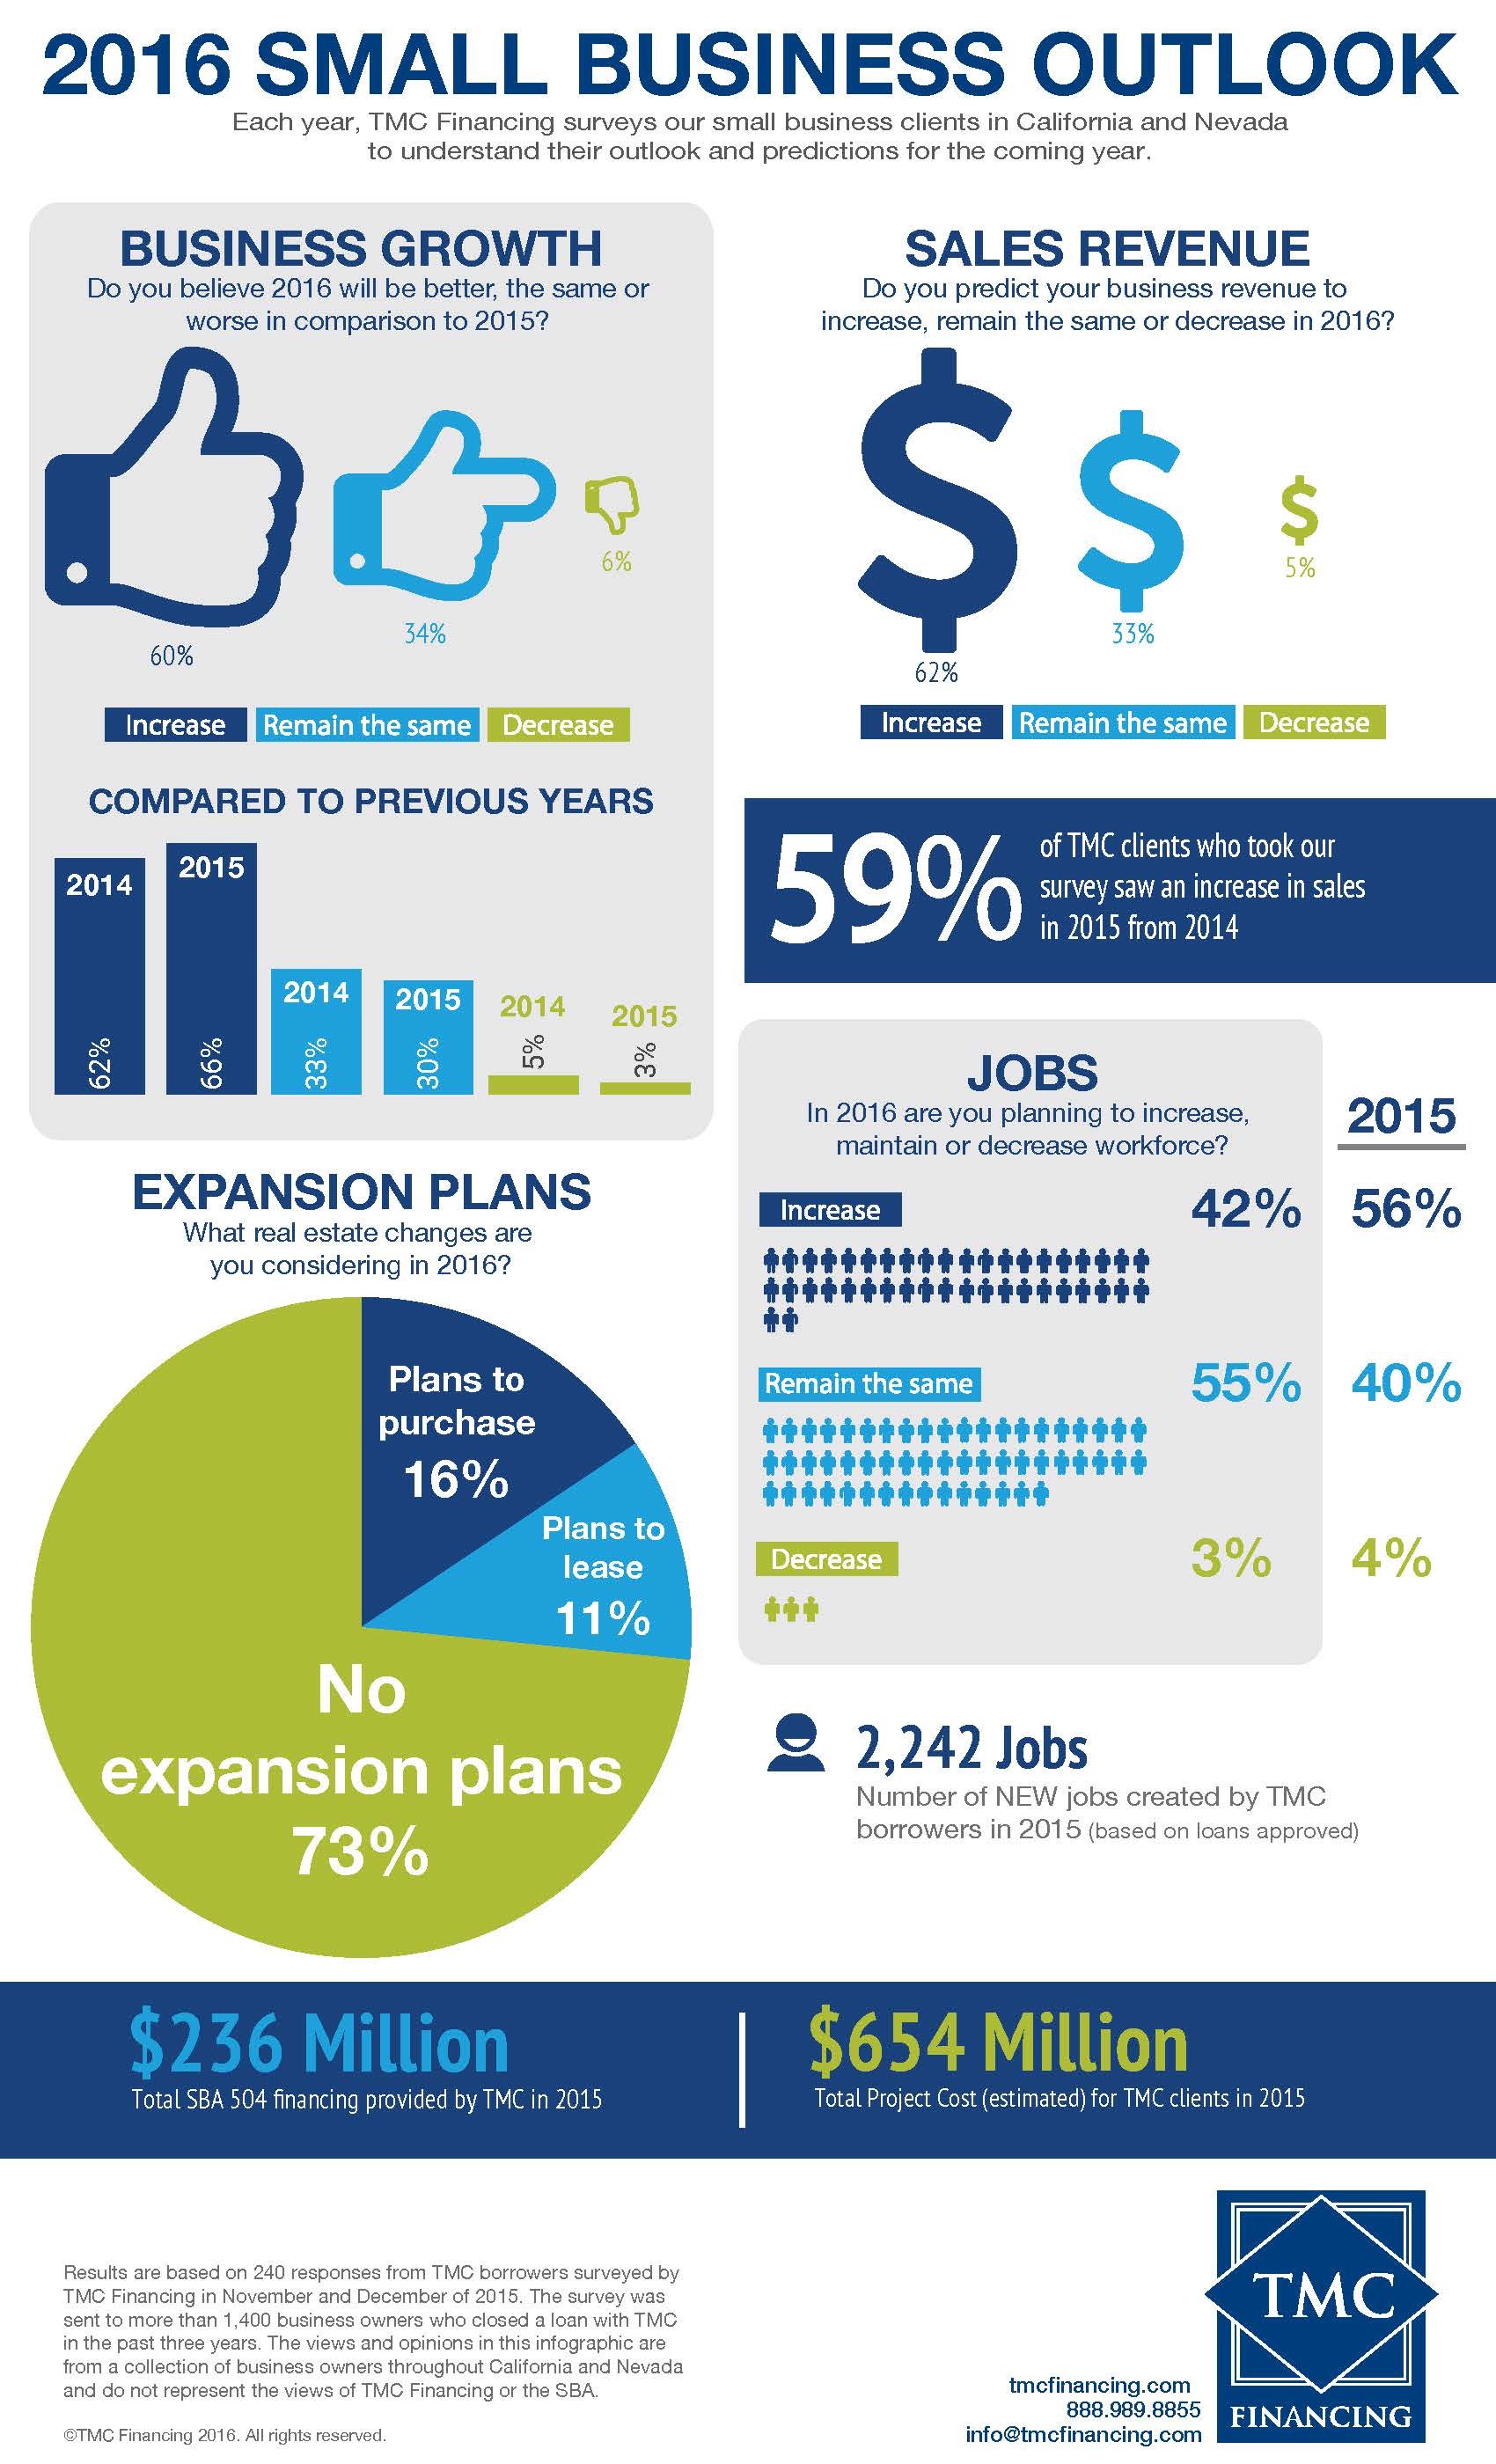 2016 SMALL BUSINESS OUTLOOK
Each year, TMC Financing surveys our small business clients in California and Nevada
to understand their outlook and predictions for the coming year.
BUSINESS GROWTH
Do you believe 2016 will be better, the same or
worse in comparison to 2015?
60%
34%
6%
Increase
Remain the same
Decrease
COMPARED TO PREVIOUS YEARS
2014
62%
2015
66%
2014
33%
2015
30%
2014
5%
2015
3%
SALES REVENUE
Do you predict your business revenue to
increase, remain the same or decrease in 2016?
$
62%
$
33%
$
5%
Increase
Remain the same
Decrease
59%
of TMC clients who took our
survey saw an increase in sales
in 2015 from 2014
EXPANSION PLANS
What real estate changes are
you considering in 2016?
Plans to
purchase
16%
Plans to
lease
11%
No
expansion plans
73%
JOBS
In 2016 are you planning to increase,
maintain or decrease workforce?
2015
Increase
42%
56%
Remain the same
55%
40%
Decrease
3%
4%
2,242 Jobs
Number of NEW jobs created by TMC
borrowers in 2015 (based on loans approved)
$236 Million
Total SBA 504 financing provided by TMC in 2015
$654 Million
Total Project Cost (estimated) for TMC clients in 2015
Results are based on 240 responses from TMC borrowers surveyed by
TMC Financing in November and December of 2015. The survey was
sent to more than 1,400 business owners who closed a loan with TMC
in the past three years. The views and opinions in this infographic are
from a collection of business owners throughout California and Nevada
and do not represent the views of TMC Financing or the SBA.
©TMC Financing 2016. All rights reserved.
tmcfinancing.com
888.989.8855
info@tmcfinancing.com
TMC
FINANCING